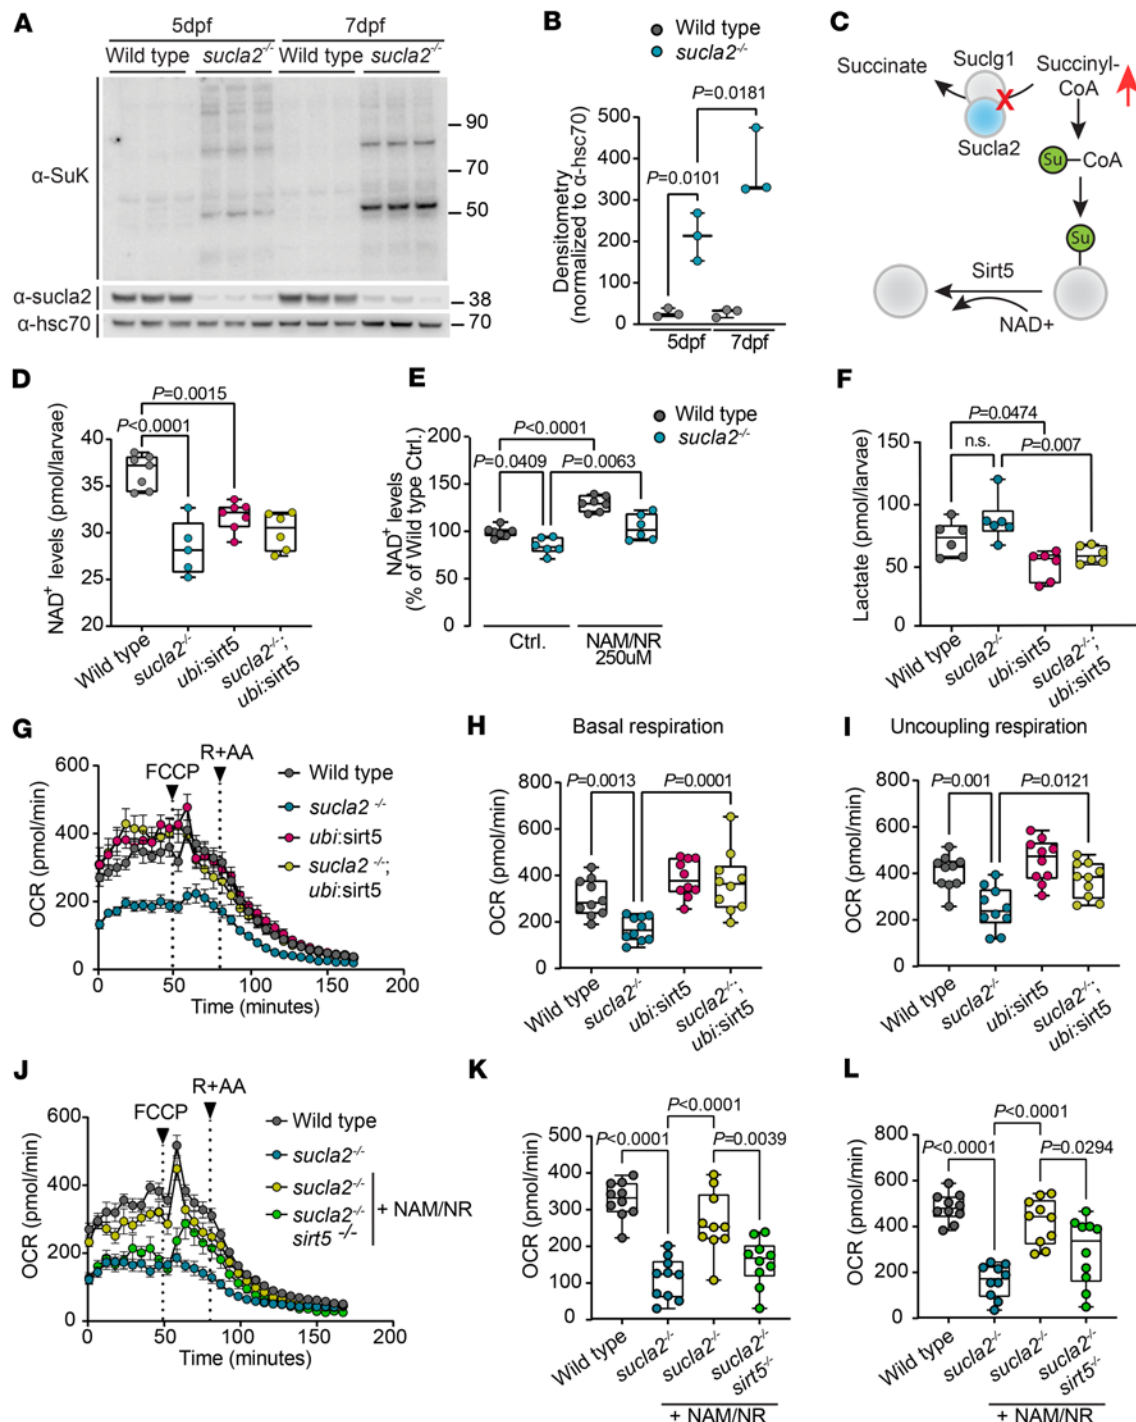 A
5dpf
7dpf
Wild type
sucla2-/-
Wild type
sucla2-/-
α-SuK
90
70
50
α-sucla2
38
α-hsc70
70
B
Wild type
sucla2-/-
P=0.0181
P=0.0101
Densitometry
(normalized to α-hsc70)
500
400
300
200
100
0
5dpf
7dpf
C
Suclg1
Succinate
Succinyl-
CoA
X
Sucla2
Su
CoA
Su
Sirt5
NAD+
D
P=0.0015
P<0.0001
NAD+ levels (pmol/larvae)
40
35
30
25
20
Wild type
sucla2-/-
ubi:sirt5
sucla2-/-;
ubi:sirt5
E
Wild type
sucla2-/-
P<0.0001
P=0.0409
P=0.0063
NAD+ levels
(% of Wild type Ctrl.)
200
150
100
50
0
Ctrl.
NAM/NR
250uM
F
P=0.0474
n.s.
P=0.007
Lactate (pmol/larvae)
150
100
50
0
Wild type
sucla2-/-
ubi:sirt5
sucla2-/-;
ubi:sirt5
G
R+AA
FCCP
Wild type
sucla2 -/-
ubi:sirt5
sucla2-/-;
ubi:sirt5
OCR (pmol/min)
600
400
200
0
0
50
100
150
200
Time (minutes)
H
Basal respiration
P=0.0013
P=0.0001
OCR (pmol/min)
800
600
400
200
0
Wild type
sucla2-/-
ubi:sirt5
sucla2-/-;
ubi:sirt5
I
Uncoupling respiration
P=0.001
P=0.0121
OCR (pmol/min)
800
600
400
200
0
Wild type
sucla2-/-
ubi:sirt5
sucla2-/-;
ubi:sirt5
J
R+AA
FCCP
Wild type
sucla2-/-
sucla2-/-
sucla2-/-
sirt5 -/-
+ NAM/NR
OCR (pmol/min)
600
400
200
0
0
50
100
150
200
Time (minutes)
K
P<0.0001
P<0.0001
P=0.0039
OCR (pmol/min)
500
400
300
200
100
0
Wild type
sucla2-/-
sucla2-/-
sucla2-/-
sirt5-/-
+ NAM/NR
L
P<0.0001
P<0.0001
P=0.0294
OCR (pmol/min)
800
600
400
200
0
Wild type
sucla2-/-
sucla2-/-
sucla2-/-
sirt5-/-
+ NAM/NR